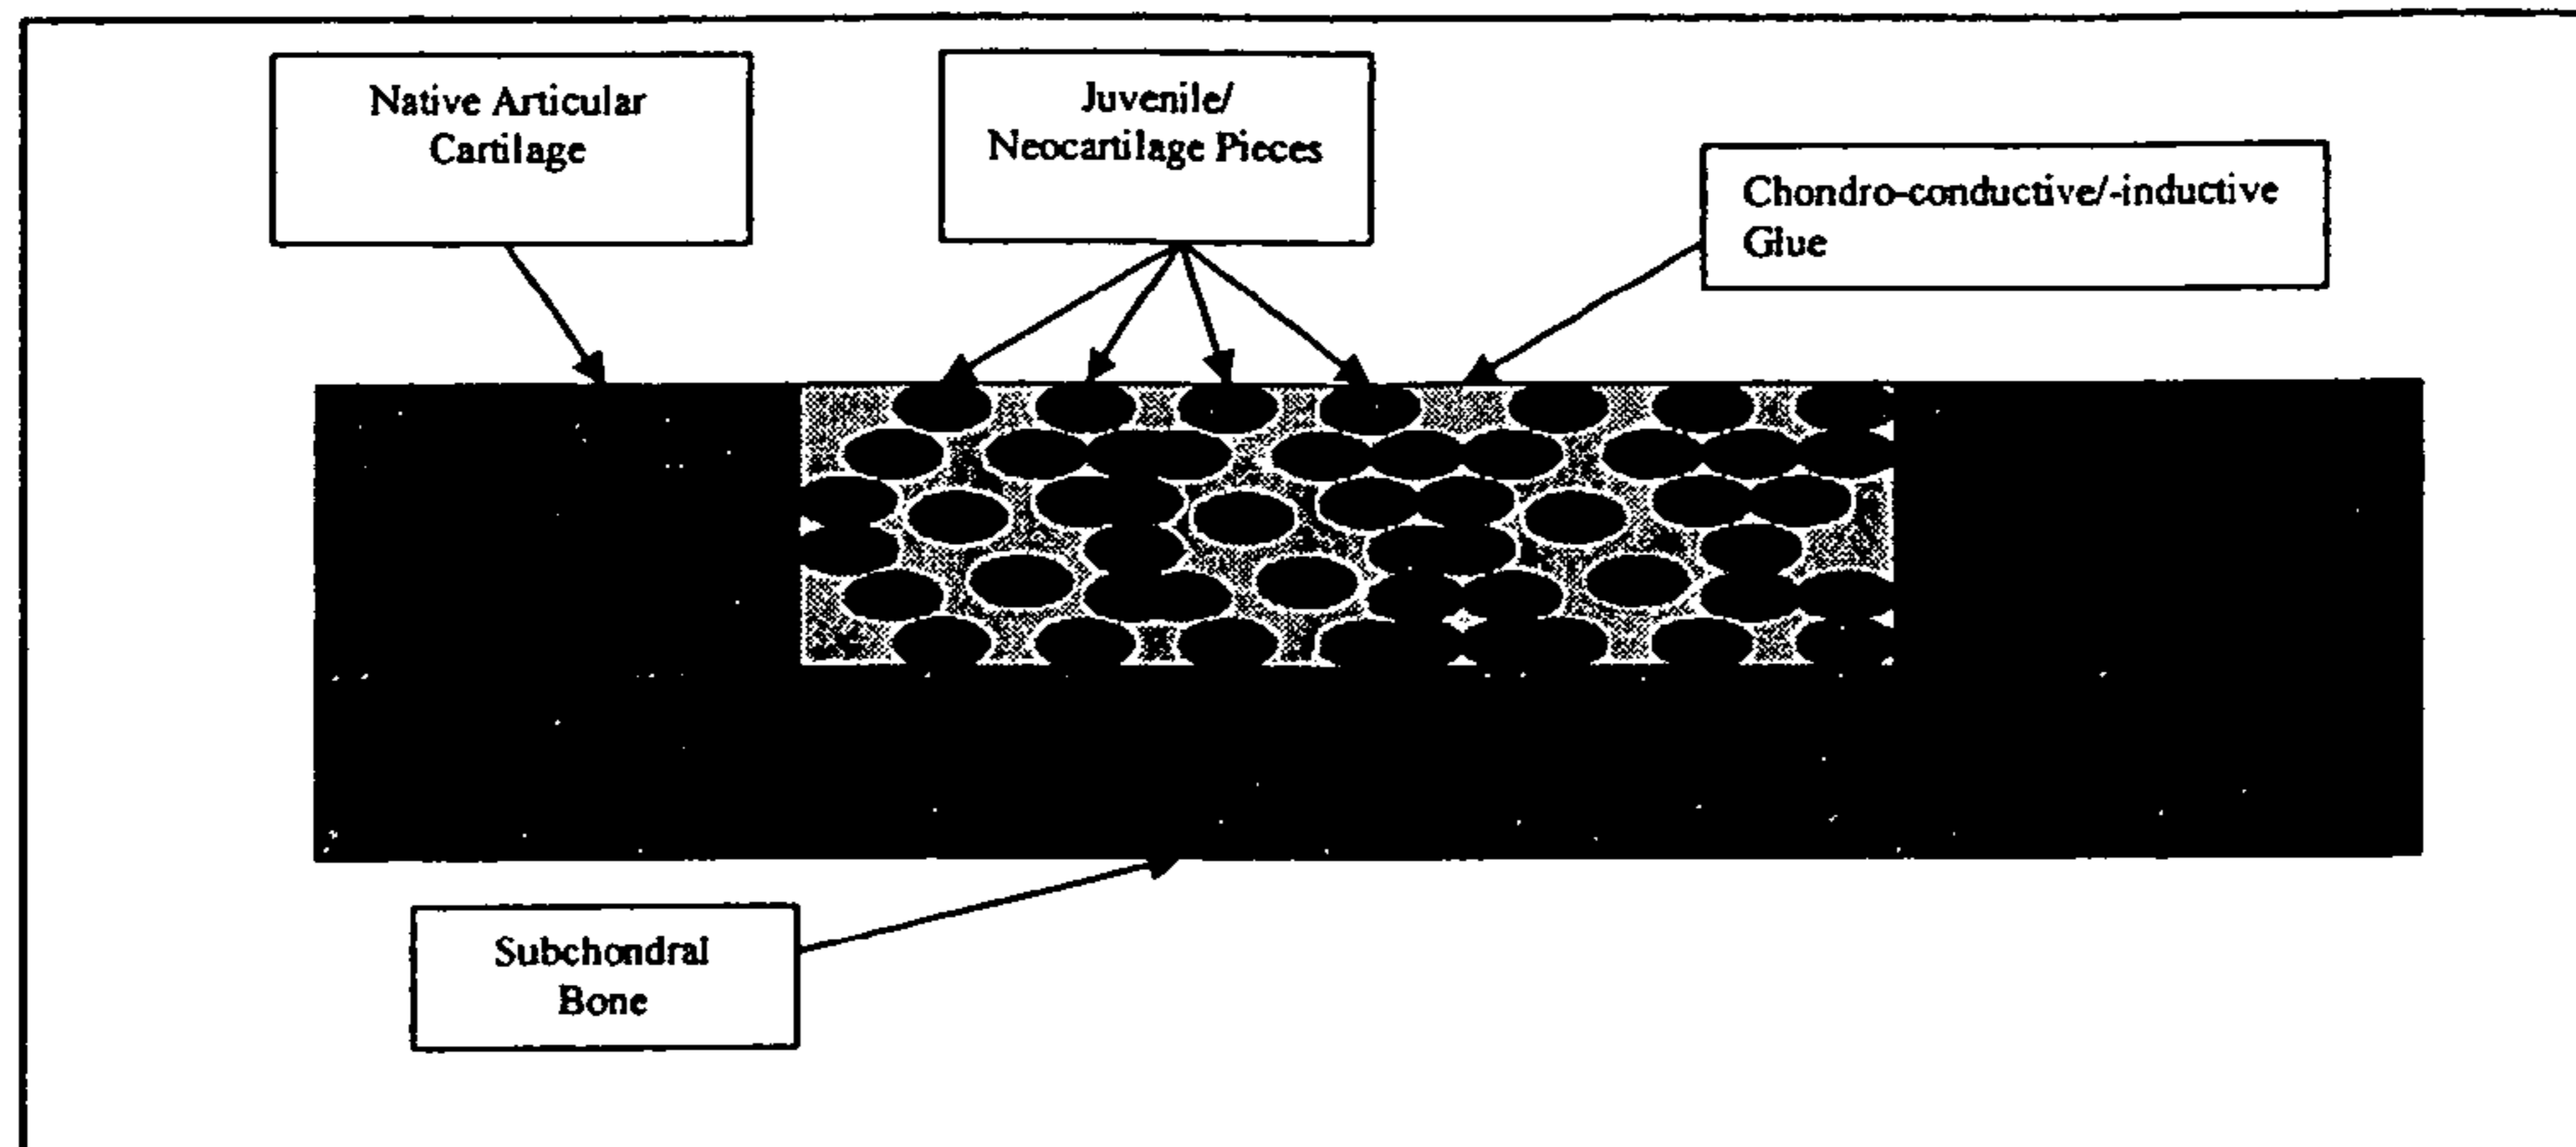 Native Articular
Cartilage
Juvenile/
Neocartilage Pieces
Chondro-conductive/-inductive
Glue
Subchondral
Bone